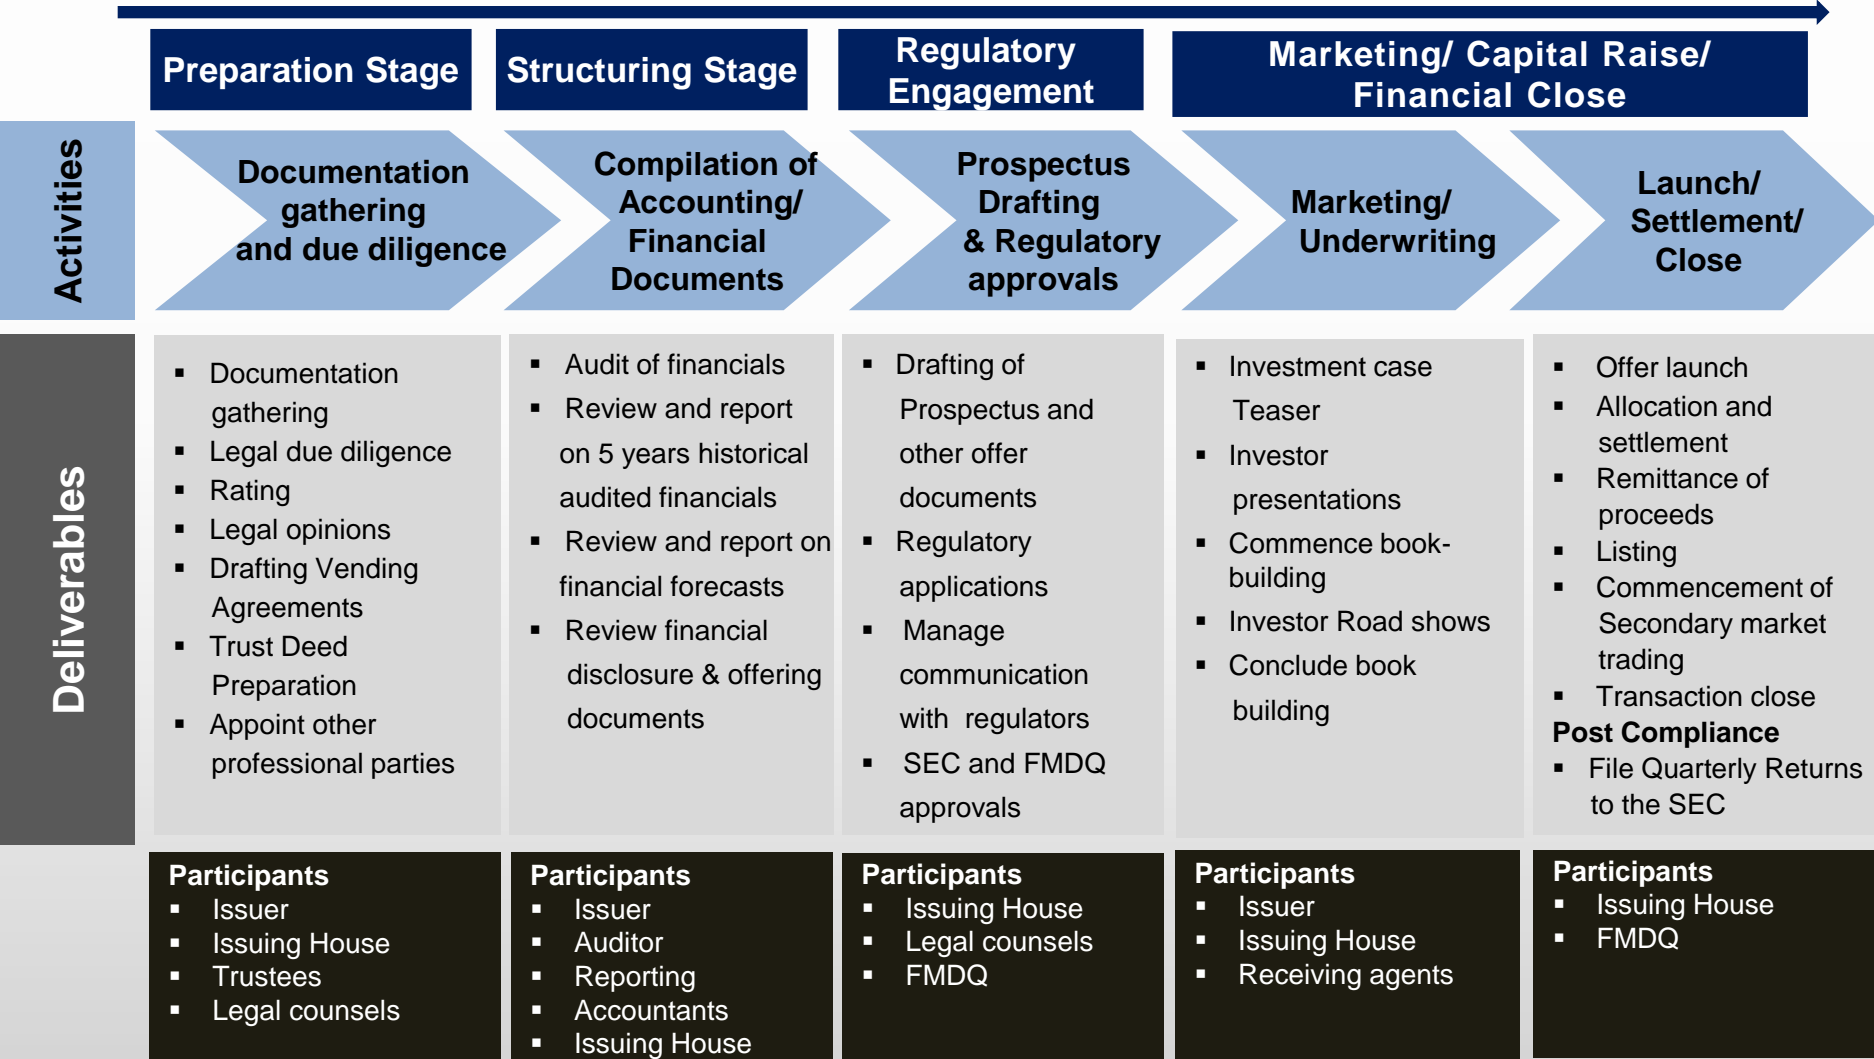 Preparation Stage
Structuring Stage
Regulatory
Engagement
Marketing/ Capital Raise/
Financial Close
Activities
Documentation
gathering
and due diligence
Compilation of
Accounting/
Financial
Documents
Prospectus
Drafting
& Regulatory
approvals
Marketing/
Underwriting
Launch/
Settlement/
Close
Deliverables
▪ Documentation
gathering
▪ Legal due diligence
▪ Rating
▪ Legal opinions
▪ Drafting Vending
Agreements
▪ Trust Deed
Preparation
▪ Appoint other
professional parties
▪ Audit of financials
▪ Review and report
on 5 years historical
audited financials
▪ Review and report on
financial forecasts
▪ Review financial
disclosure & offering
documents
▪ Drafting of
Prospectus and
other offer
documents
▪ Regulatory
applications
▪ Manage
communication
with regulators
▪ SEC and FMDQ
approvals
▪ Investment case
Teaser
▪ Investor
presentations
▪ Commence book-
building
▪ Investor Road shows
▪ Conclude book
building
▪ Offer launch
▪ Allocation and
settlement
▪ Remittance of
proceeds
▪ Listing
▪ Commencement of
Secondary market
trading
▪ Transaction close
Post Compliance
▪ File Quarterly Returns
to the SEC
Participants
▪ Issuer
▪ Issuing House
▪ Trustees
▪ Legal counsels
Participants
▪ Issuer
▪ Auditor
▪ Reporting
▪ Accountants
▪ Issuing House
Participants
▪ Issuing House
▪ Legal counsels
▪ FMDQ
Participants
▪ Issuer
▪ Issuing House
▪ Receiving agents
Participants
▪ Issuing House
▪ FMDQ